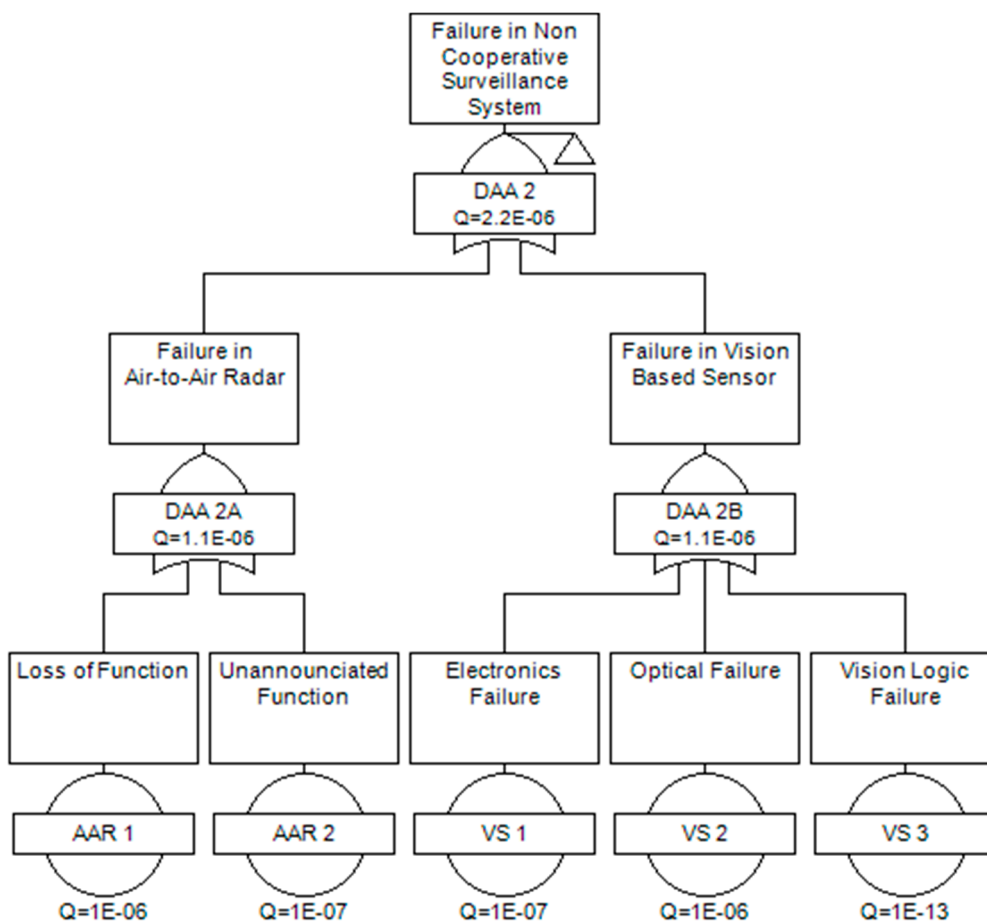 Failure in Non
Cooperative
Surveillance
System
DAA 2
Q=2.2E-06
Failure in
Air-to-Air Radar
Failure in Vision
Based Sensor
DAA 2A
Q=1.1E-06
DAA 2B
Q=1.1E-06
Loss of Function
Unannounciated
Function
Electronics
Failure
Optical Failure
Vision Logic
Failure
AAR 1
AAR 2
VS 1
VS 2
VS 3
Q=1E-06
Q=1E-07
Q=1E-07
Q=1E-06
Q=1E-13